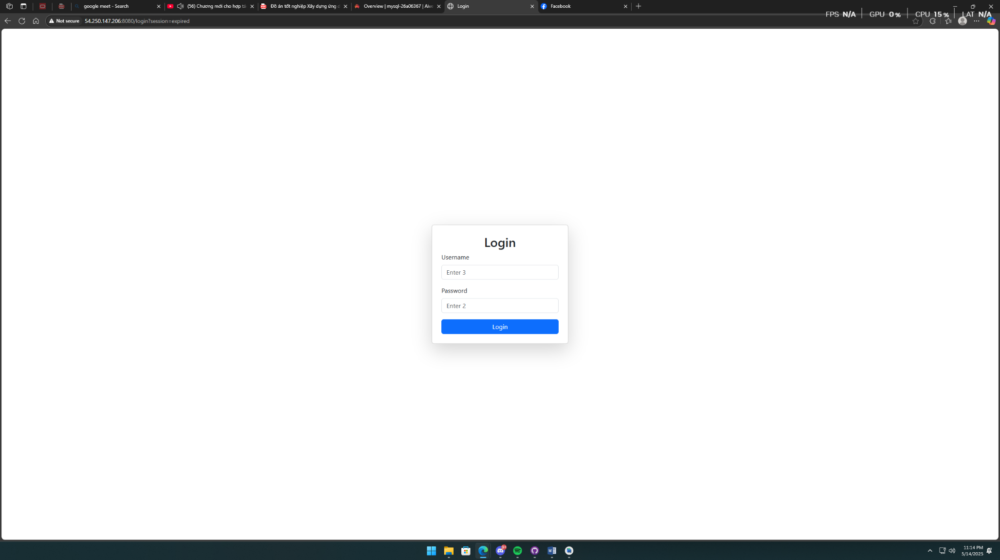 google meet - Search
(56) Chương mới cho hợp tá
Đồ án tốt nghiệp Xây dựng ứng d
Overview | mysql-26a06367 | Aive
Login
Facebook
FPS N/A | GPU 0% | CPU 15% | LAT N/A
Not secure
54.250.147.206:8080/login?session=expired
Login
Username
Enter 3
Password
Enter 2
Login
9+
11:14 PM
5/14/2025